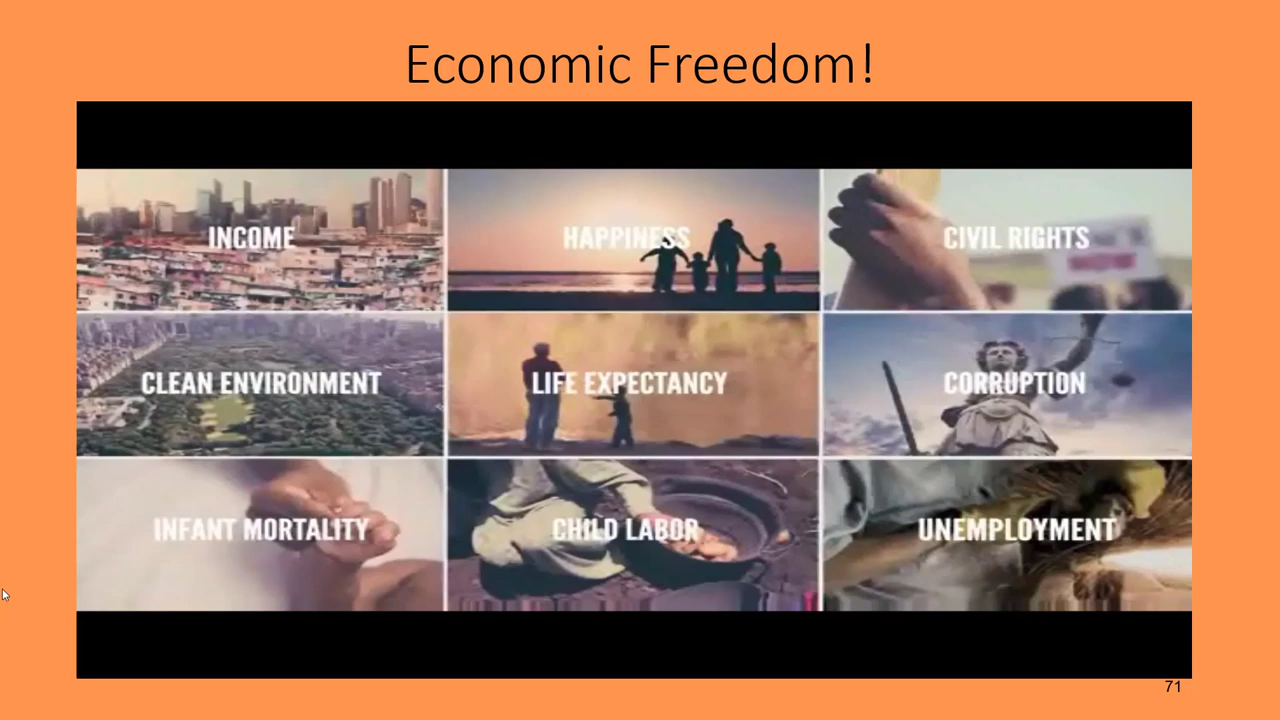 Economic Freedom!
INCOME
HAPPINESS
CIVIL RIGHTS
CLEAN ENVIRONMENT
LIFE EXPECTANCY
CORRUPTION
INFANT MORTALITY
CHILD LABOR
UNEMPLOYMENT
71